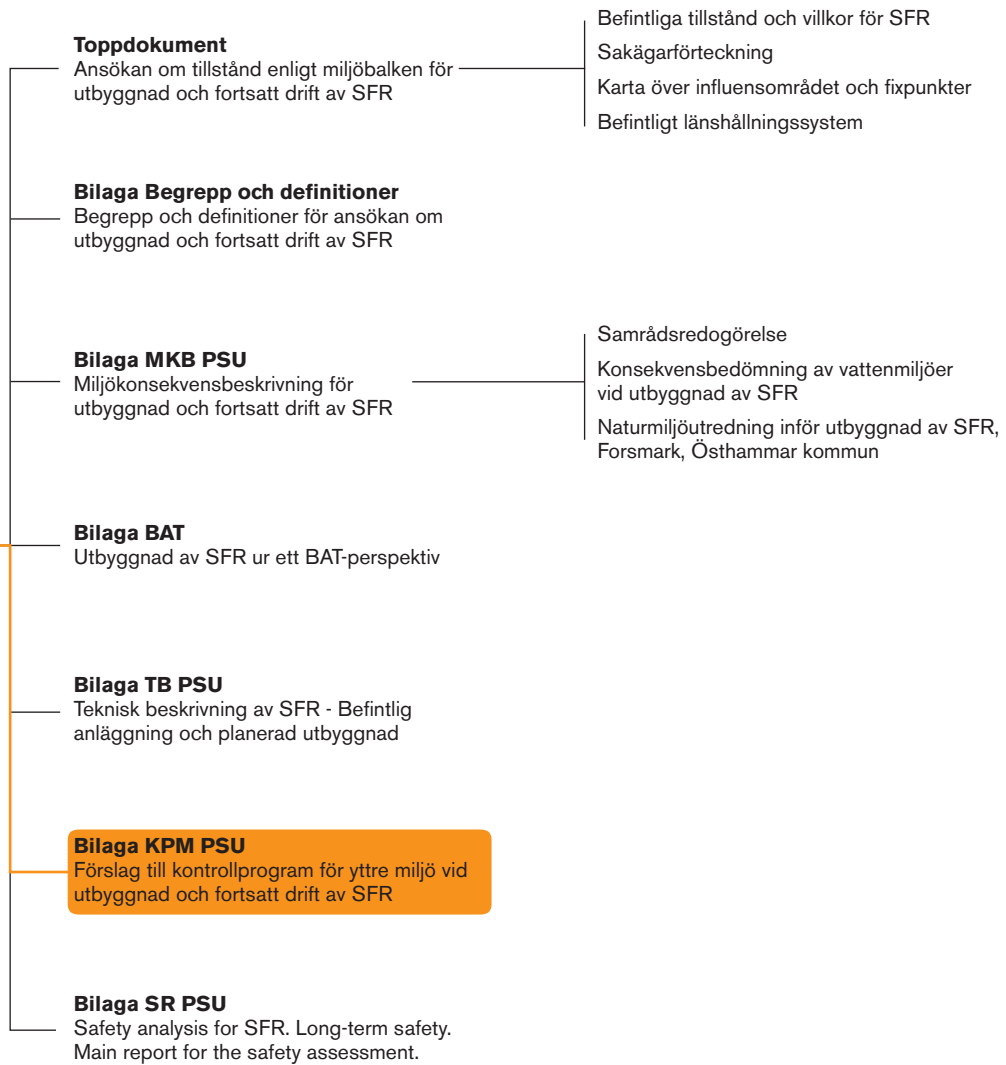 Toppdokument
Ansökan om tillstånd enligt miljöbalken för
utbyggnad och fortsatt drift av SFR
Befintliga tillstånd och villkor för SFR
Sakägarförteckning
Karta över influensområdet och fixpunkter
Befintligt länshållningssystem
Bilaga Begrepp och definitioner
Begrepp och definitioner för ansökan om
utbyggnad och fortsatt drift av SFR
Bilaga MKB PSU
Miljökonsekvensbeskrivning för
utbyggnad och fortsatt drift av SFR
Samrådsredogörelse
Konsekvensbedömning av vattenmiljöer
vid utbyggnad av SFR
Naturmiljöutredning inför utbyggnad av SFR,
Forsmark, Östhammar kommun
Bilaga BAT
Utbyggnad av SFR ur ett BAT-perspektiv
Bilaga TB PSU
Teknisk beskrivning av SFR - Befintlig
anläggning och planerad utbyggnad
Bilaga KPM PSU
Förslag till kontrollprogram för yttre miljö vid
utbyggnad och fortsatt drift av SFR
Bilaga SR PSU
Safety analysis for SFR. Long-term safety.
Main report for the safety assessment.